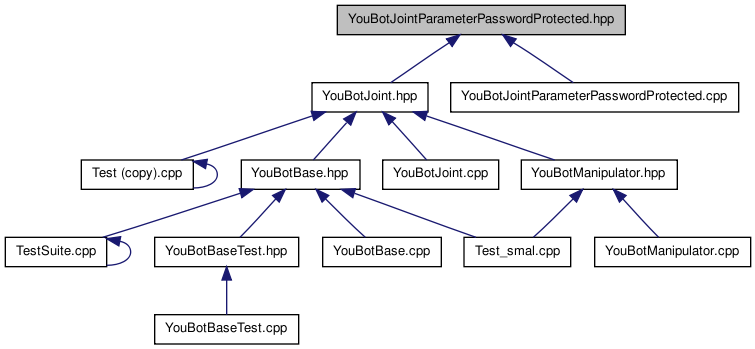 YouBotJointParameterPasswordProtected.hpp
YouBotJoint.hpp
YouBotJointParameterPasswordProtected.cpp
Test (copy).cpp
YouBotBase.hpp
YouBotJoint.cpp
YouBotManipulator.hpp
TestSuite.cpp
YouBotBaseTest.hpp
YouBotBase.cpp
Test_smal.cpp
YouBotManipulator.cpp
YouBotBaseTest.cpp